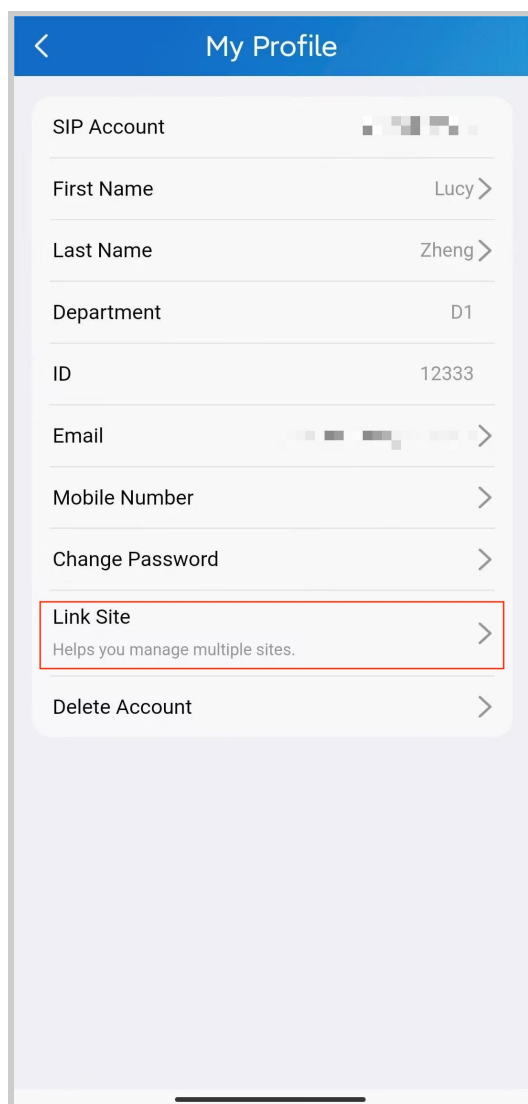 My Profile
SIP Account
First Name Lucy
Last Name Zheng
Department D1
ID 12333
Email
Mobile Number
Change Password
Link Site
Helps you manage multiple sites.
Delete Account